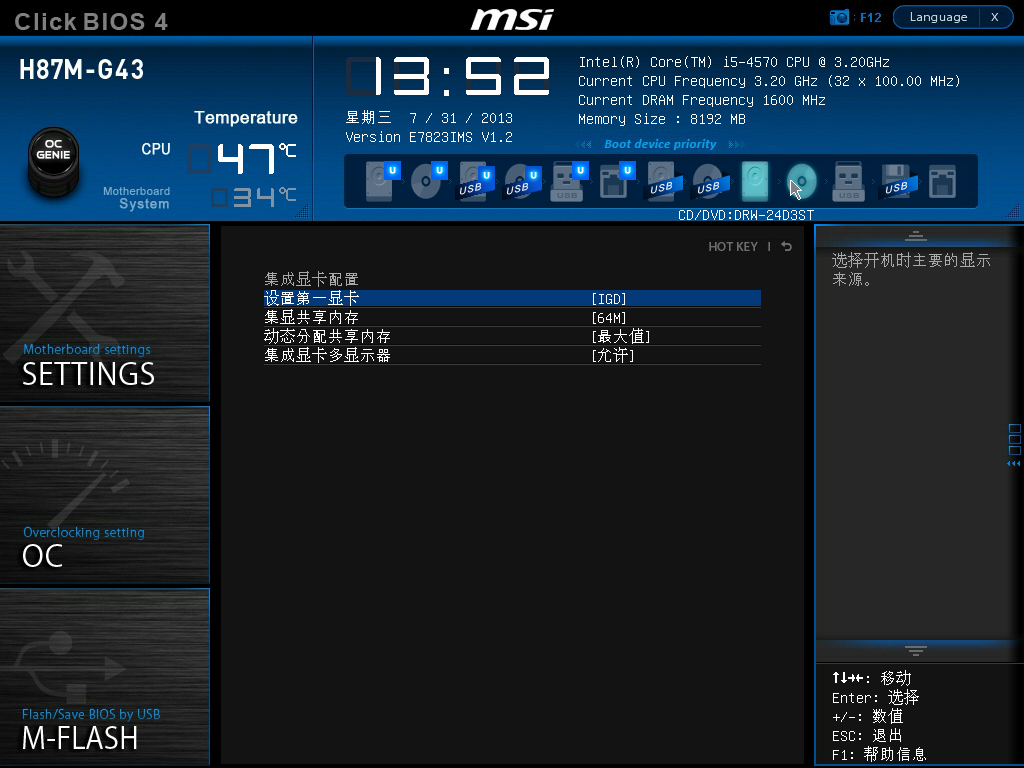 Click BIOS 4
msi
: F12
Language
X
H87M-G43
OC
GENIE
Temperature
CPU
47℃
Motherboard
System
34℃
13:52
星期三 7 / 31 / 2013
Version E7823IMS V1.2
Intel(R) Core(TM) i5-4570 CPU @ 3.20GHz
Current CPU Frequency 3.20 GHz (32 x 100.00 MHz)
Current DRAM Frequency 1600 MHz
Memory Size : 8192 MB
Boot device priority
U
U
U
USB
U
USB
U
USB
U
USB
USB
USB
USB
CD/DVD:DRW-24D3ST
Motherboard settings
SETTINGS
Overclocking setting
OC
Flash/Save BIOS by USB
M-FLASH
HOT KEY |
集成显卡配置
设置第一显卡 [IGD]
集显共享内存 [64M]
动态分配共享内存 [最大值]
集成显卡多显示器 [允许]
选择开机时主要的显示
来源。
↑↓→←: 移动
Enter: 选择
+/-: 数值
ESC: 退出
F1: 帮助信息